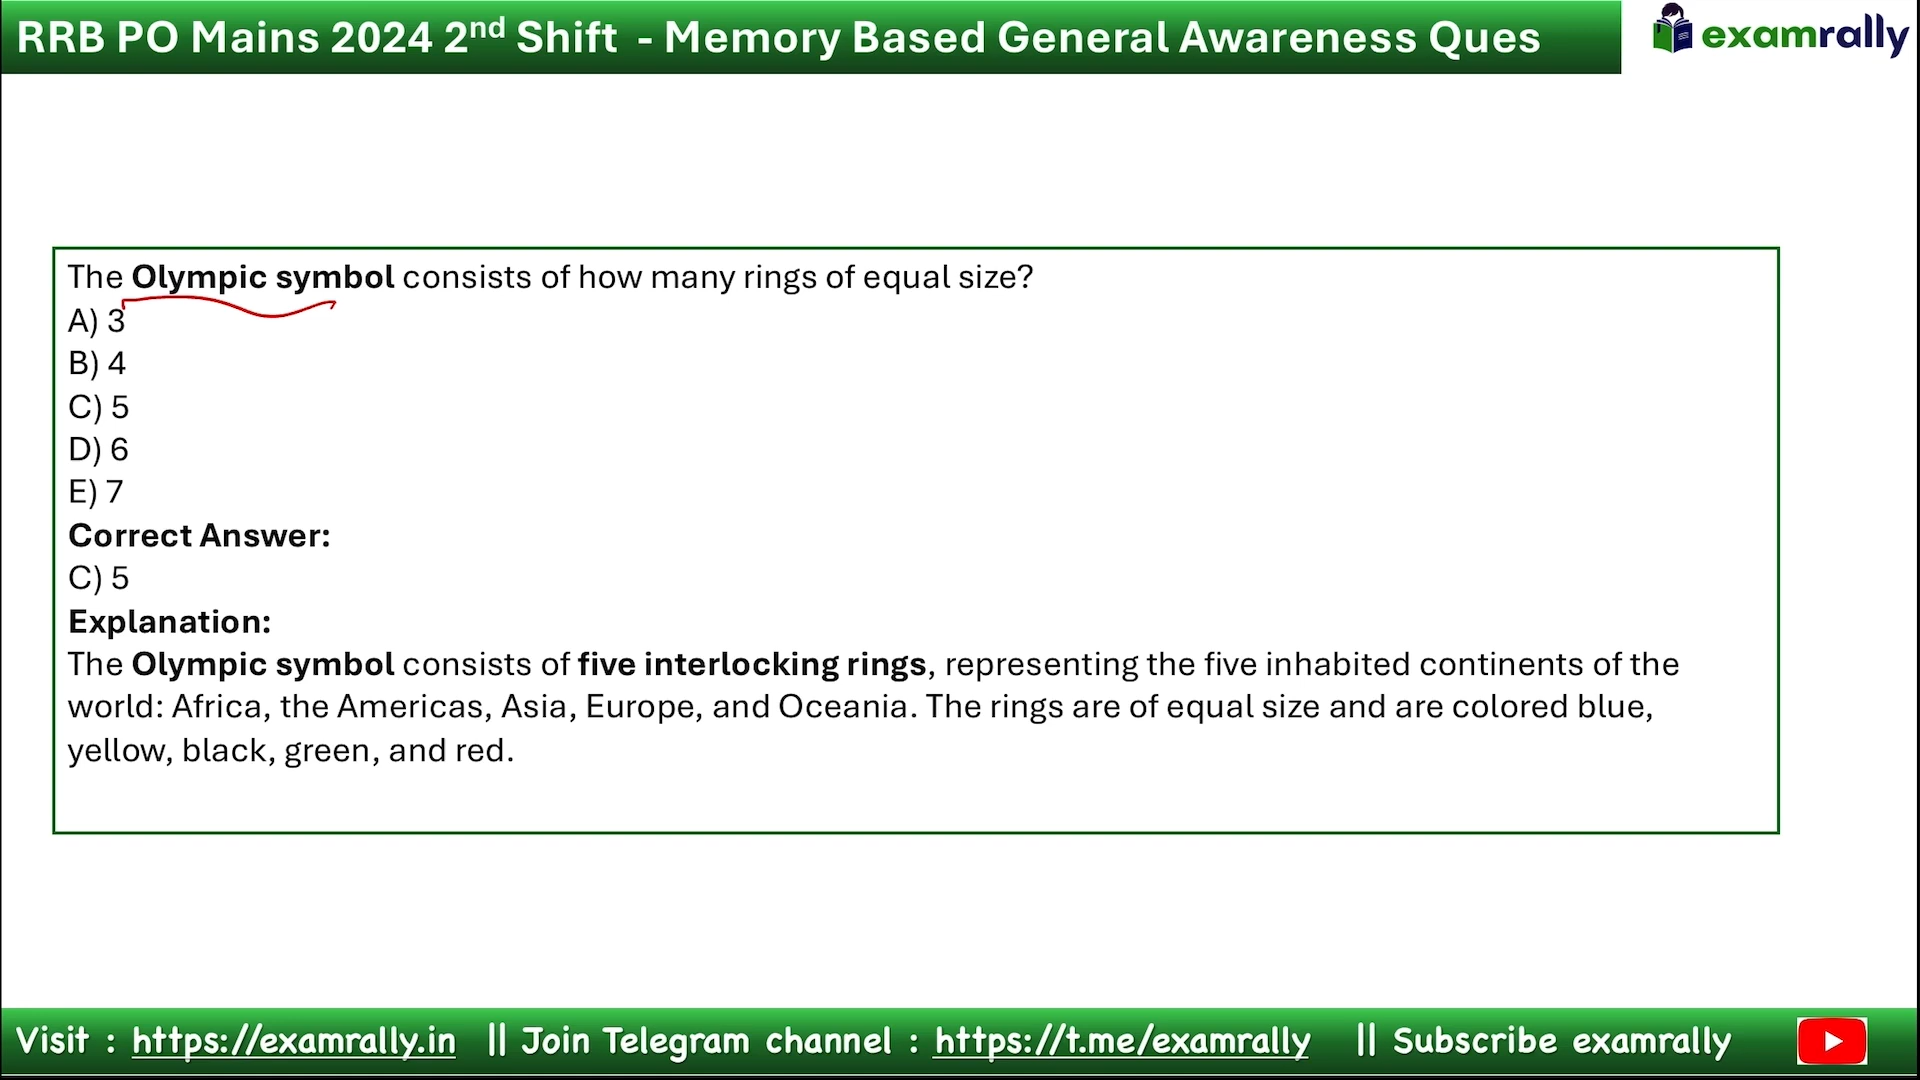 RRB PO Mains 2024 2nd Shift - Memory Based General Awareness Ques
examrally
The Olympic symbol consists of how many rings of equal size?
A) 3
B) 4
C) 5
D) 6
E) 7
Correct Answer:
C) 5
Explanation:
The Olympic symbol consists of five interlocking rings, representing the five inhabited continents of the
world: Africa, the Americas, Asia, Europe, and Oceania. The rings are of equal size and are colored blue,
yellow, black, green, and red.
Visit : https://examrally.in || Join Telegram channel : https://t.me/examrally || Subscribe examrally